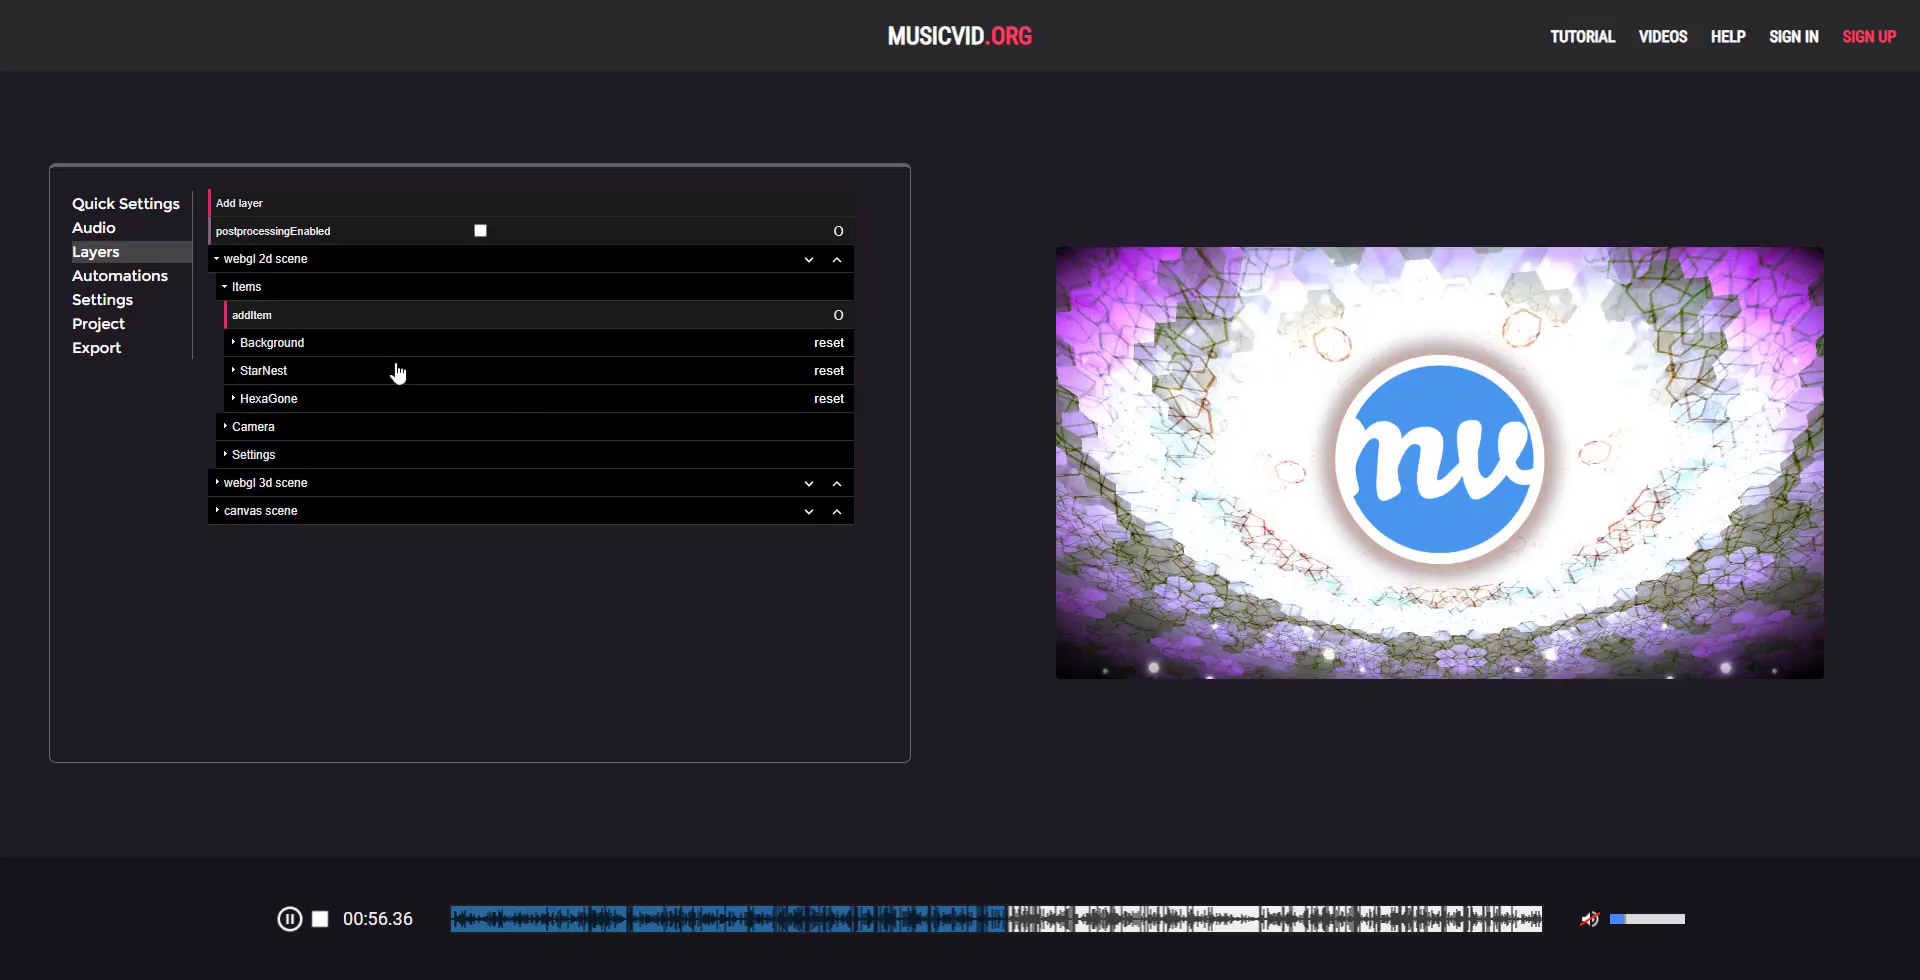 MUSICVID.ORG
TUTORIAL VIDEOS HELP SIGN IN SIGN UP
Quick Settings
Audio
Layers
Automations
Settings
Project
Export
Add layer
postprocessingEnabled O
webgl 2d scene
Items
addItem O
Background reset
StarNest reset
HexaGone reset
Camera
Settings
webgl 3d scene
canvas scene
mv
00:56.36